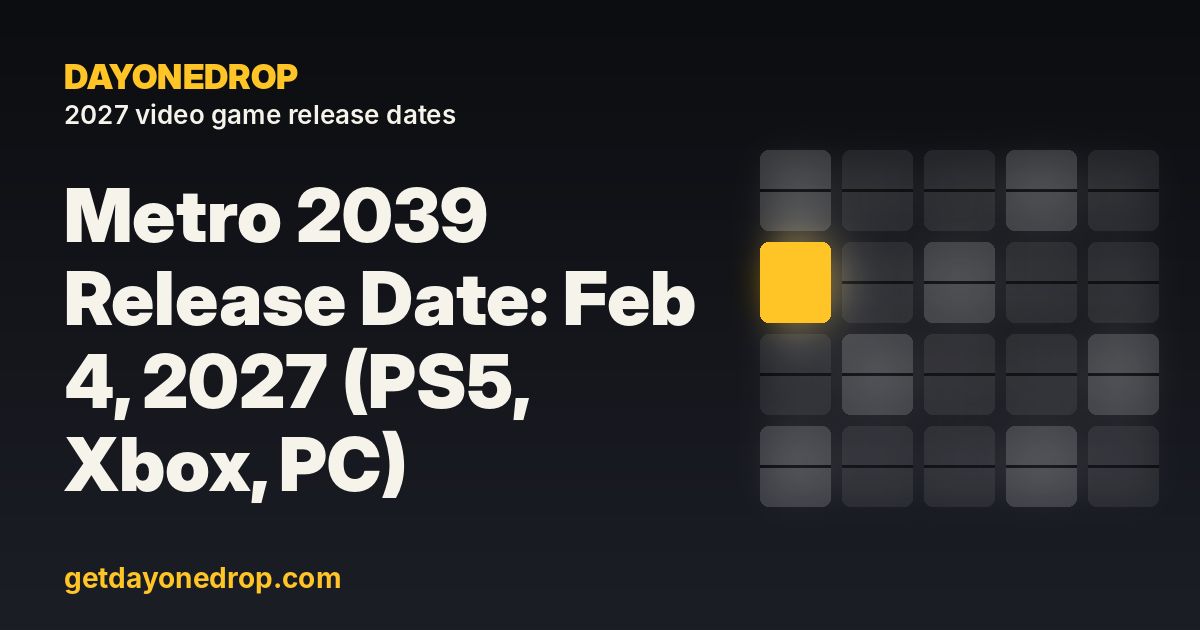 DAYONEDROP
2027 video game release dates
Metro 2039
Release Date: Feb
4, 2027 (PS5,
Xbox, PC)
getdayonedrop.com